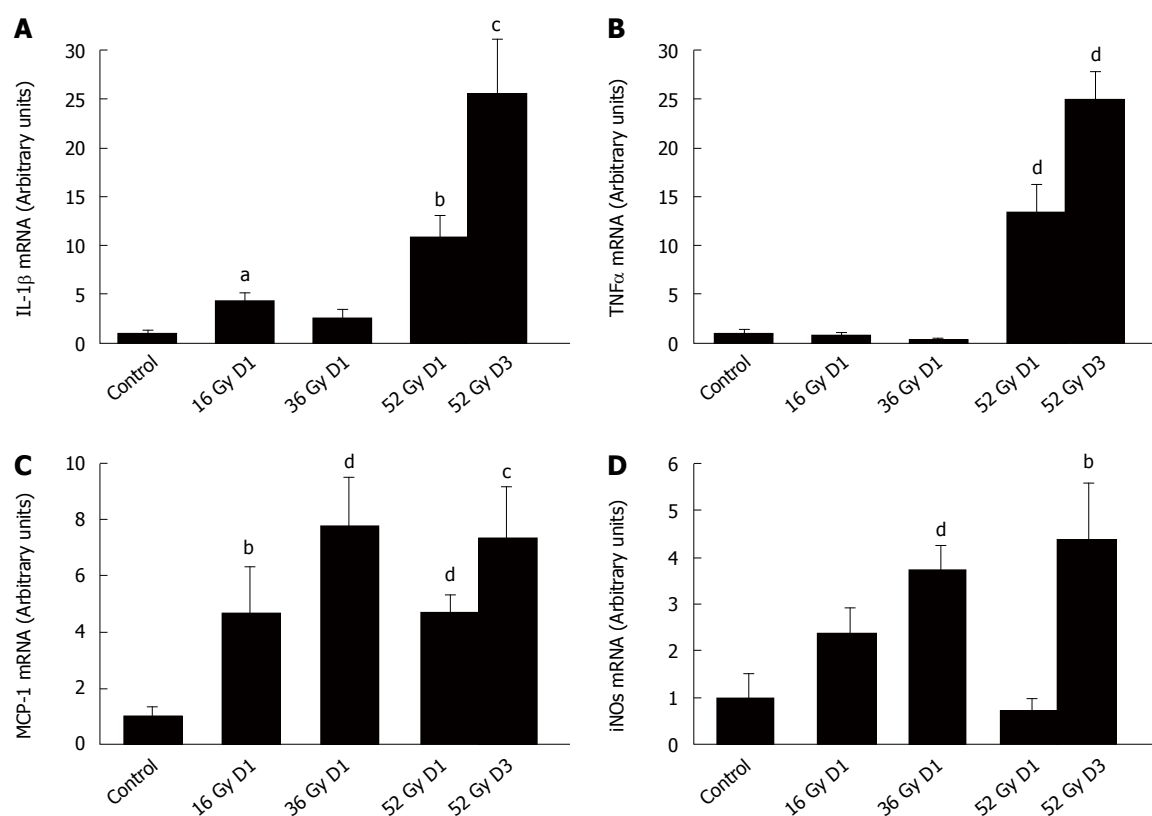 A
IL-1β mRNA (Arbitrary units)
30
25
20
15
10
5
0
a
b
c
Control
16 Gy D1
36 Gy D1
52 Gy D1
52 Gy D3
B
TNFα mRNA (Arbitrary units)
30
25
20
15
10
5
0
d
d
Control
16 Gy D1
36 Gy D1
52 Gy D1
52 Gy D3
C
MCP-1 mRNA (Arbitrary units)
10
8
6
4
2
0
b
d
d
c
Control
16 Gy D1
36 Gy D1
52 Gy D1
52 Gy D3
D
iNOs mRNA (Arbitrary units)
6
5
4
3
2
1
0
d
b
Control
16 Gy D1
36 Gy D1
52 Gy D1
52 Gy D3